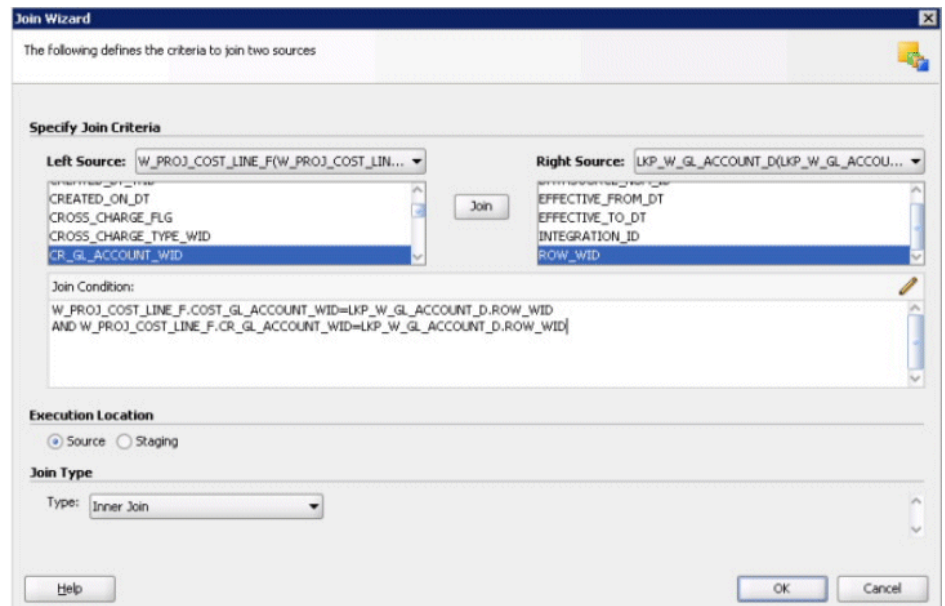 Join Wizard
The following defines the criteria to join two sources
Specify Join Criteria
Left Source: W_PROJ_COST_LINE_F(W_PROJ_COST_LIN...
Right Source: LKP_W_GL_ACCOUNT_D(LKP_W_GL_ACCOU...
CREATED_ON_DT
CROSS_CHARGE_FLG
CROSS_CHARGE_TYPE_WID
CR_GL_ACCOUNT_WID
Join
EFFECTIVE_FROM_DT
EFFECTIVE_TO_DT
INTEGRATION_ID
ROW_WID
Join Condition:
W_PROJ_COST_LINE_F.COST_GL_ACCOUNT_WID=LKP_W_GL_ACCOUNT_D.ROW_WID
AND W_PROJ_COST_LINE_F.CR_GL_ACCOUNT_WID=LKP_W_GL_ACCOUNT_D.ROW_WID
Execution Location
Source Staging
Join Type
Type: Inner Join
Help OK Cancel